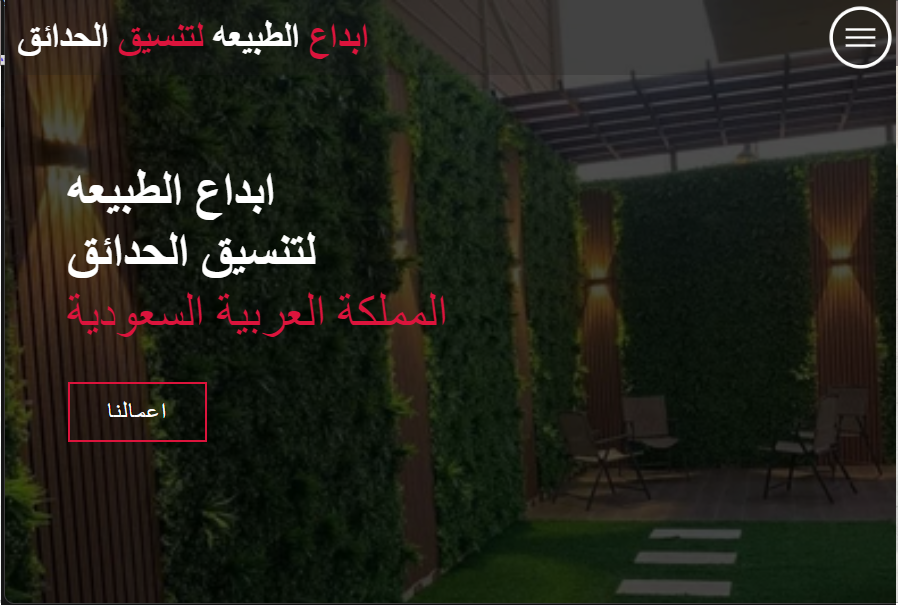 ابداع الطبيعه لتنسيق الحدائق
ابداع الطبيعه
لتنسيق الحدائق
المملكة العربية السعودية
اعمالنا